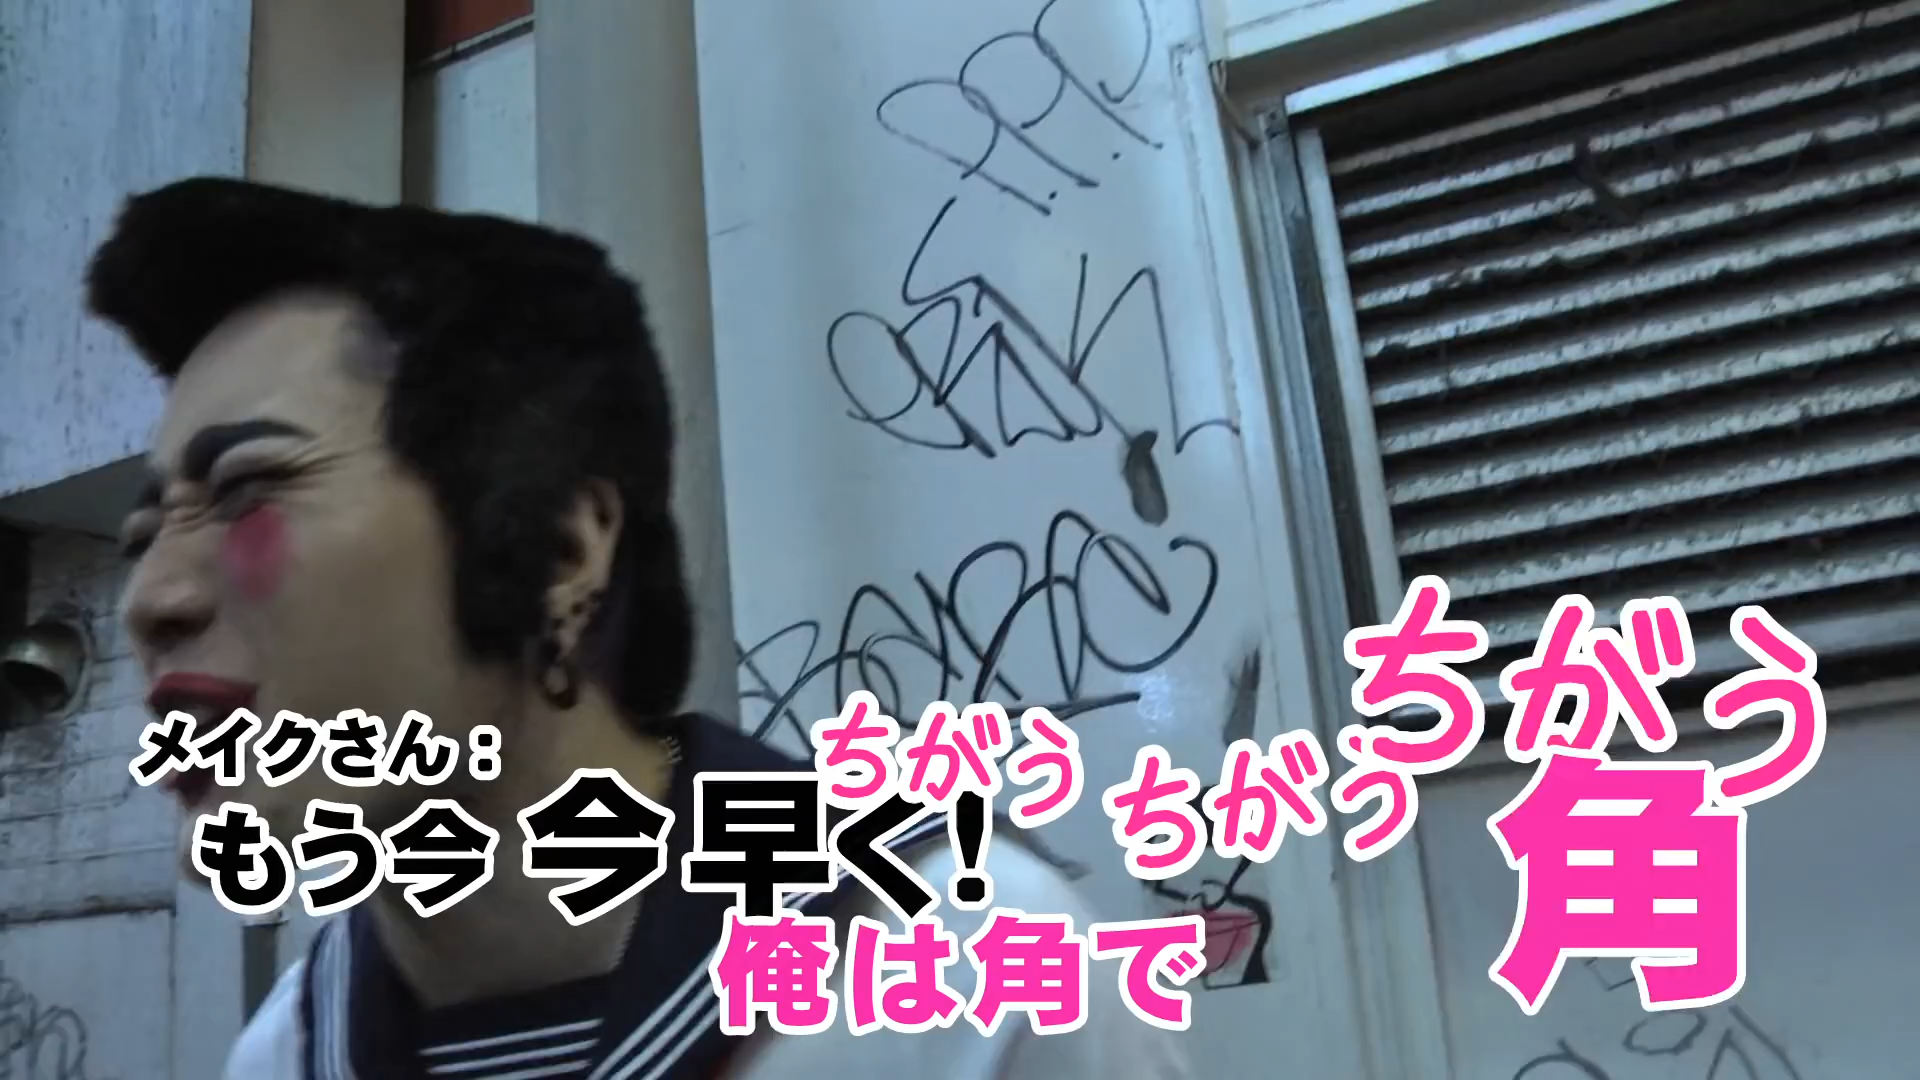 P.P.P
メイクさん：
もう今 今早く!
ちがう ちがう ちがう
俺は角で 角